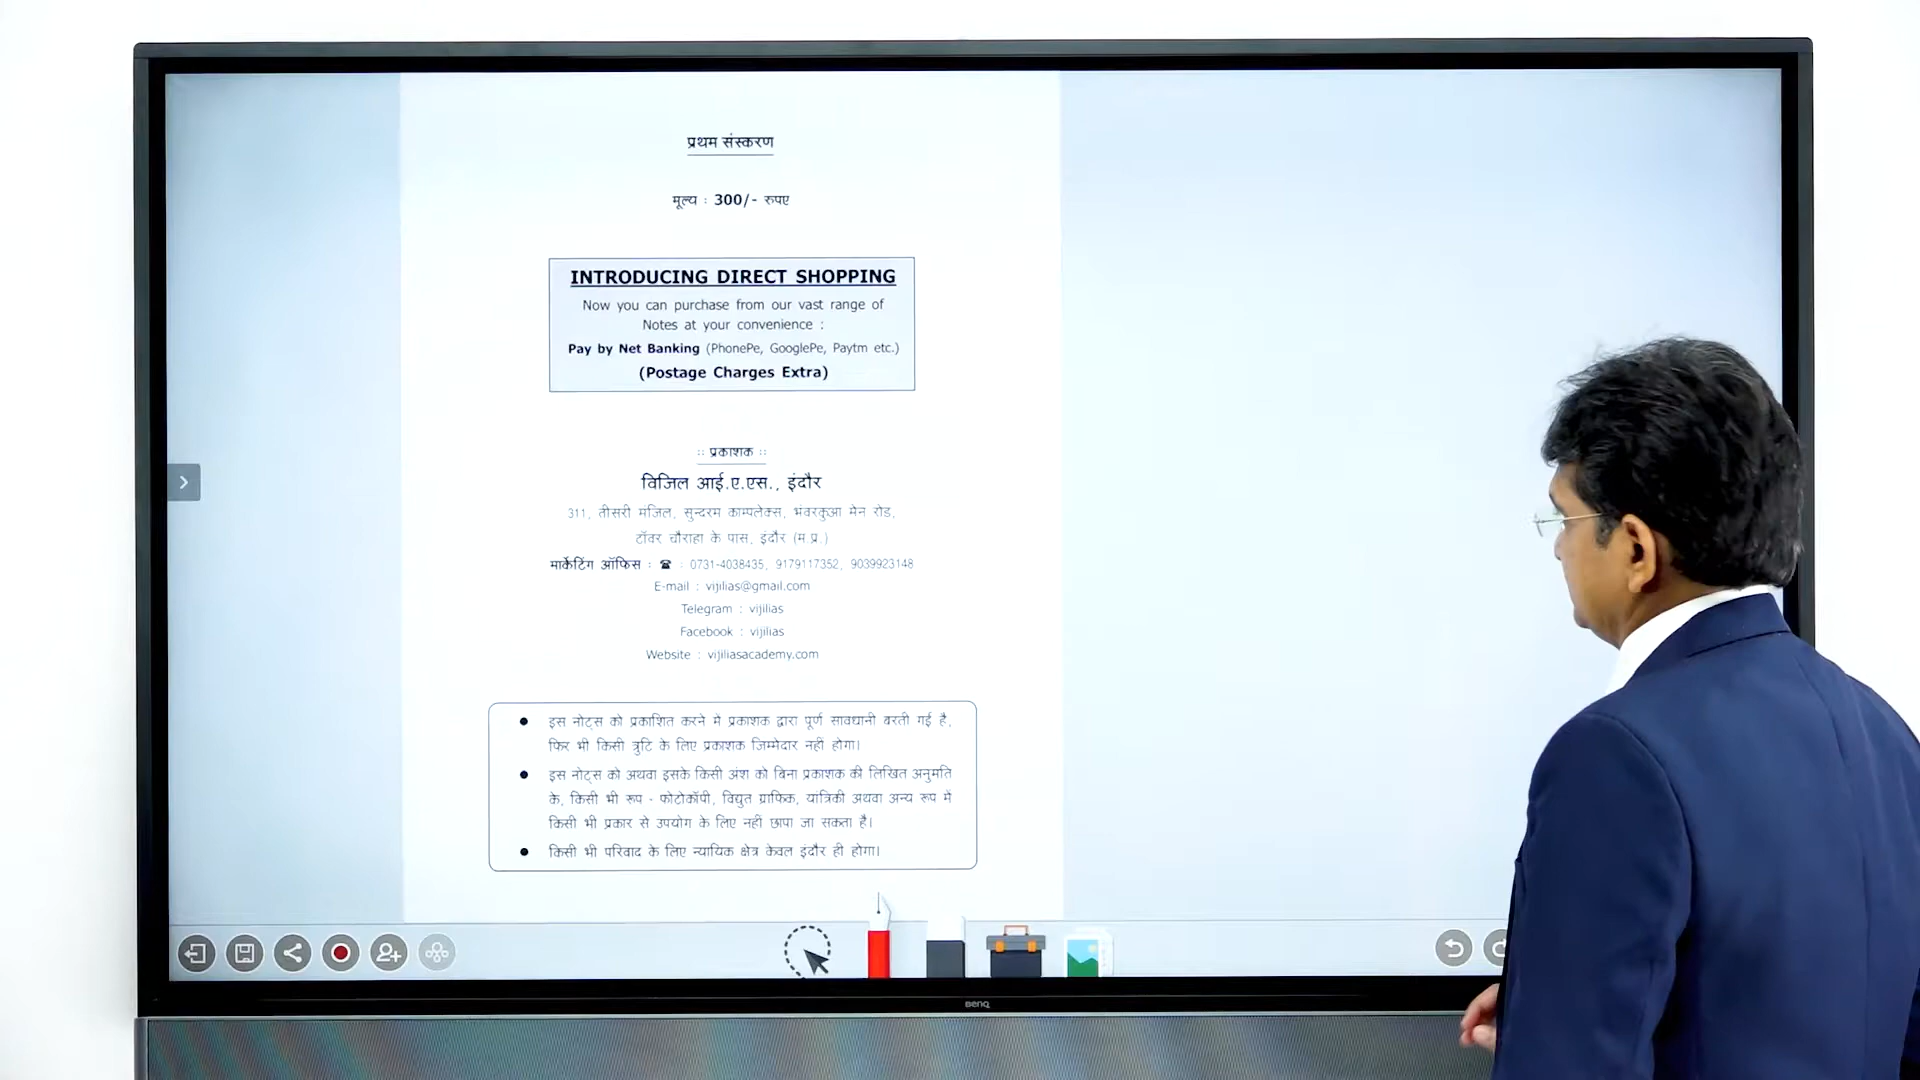 प्रथम संस्करण
मूल्य : 300/- रुपए
INTRODUCING DIRECT SHOPPING
Now you can purchase from our vast range of
Notes at your convenience :
Pay by Net Banking (PhonePe, GooglePe, Paytm etc.)
(Postage Charges Extra)
:: प्रकाशक ::
विजिल आई.ए.एस., इंदौर
311, तीसरी मंजिल, सुन्दरम काम्पलेक्स, भंवरकुआ मेन रोड,
टॉवर चौराहा के पास, इंदौर (म.प्र.)
मार्केटिंग ऑफिस : ☎ : 0731-4038435, 9179117352, 9039923148
E-mail : vijilias@gmail.com
Telegram : vijilias
Facebook : vijilias
Website : vijiliasacademy.com
● इस नोट्स को प्रकाशित करने में प्रकाशक द्वारा पूर्ण सावधानी बरती गई है,
फिर भी किसी त्रुटि के लिए प्रकाशक जिम्मेदार नहीं होगा।
● इस नोट्स को अथवा इसके किसी अंश को बिना प्रकाशक की लिखित अनुमति
के, किसी भी रूप - फोटोकॉपी, विद्युत ग्राफिक, यांत्रिकी अथवा अन्य रूप में
किसी भी प्रकार से उपयोग के लिए नहीं छापा जा सकता है।
● किसी भी परिवाद के लिए न्यायिक क्षेत्र केवल इंदौर ही होगा।
BenQ